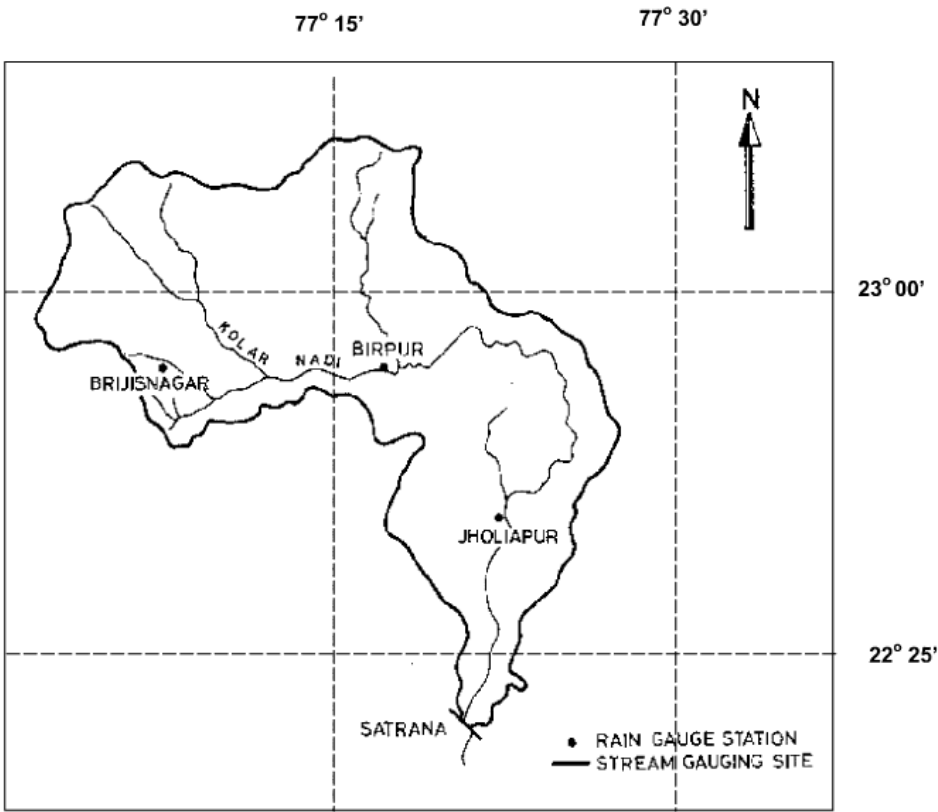 77° 15'
77° 30'
N
23° 00'
KOLAR NADI
BIRPUR
BRIJISNAGAR
JHOLIAPUR
22° 25'
SATRANA
RAIN GAUGE STATION
STREAM GAUGING SITE